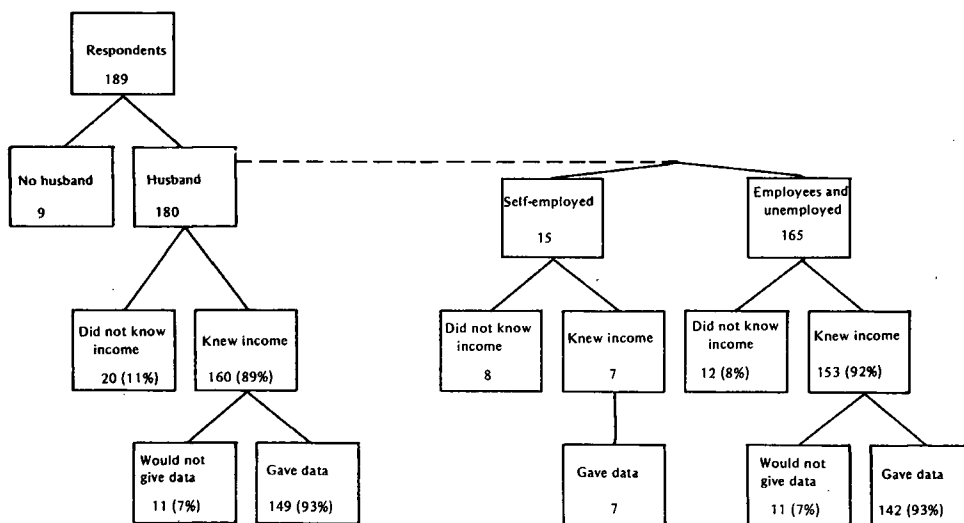 Respondents
189
No husband
9
Husband
180
Self-employed
15
Employees and
unemployed
165
Did not know
income
20 (11%)
Knew income
160 (89%)
Did not know
income
8
Knew income
7
Did not know
income
12 (8%)
Knew income
153 (92%)
Would not
give data
11 (7%)
Gave data
149 (93%)
Gave data
7
Would not
give data
11 (7%)
Gave data
142 (93%)